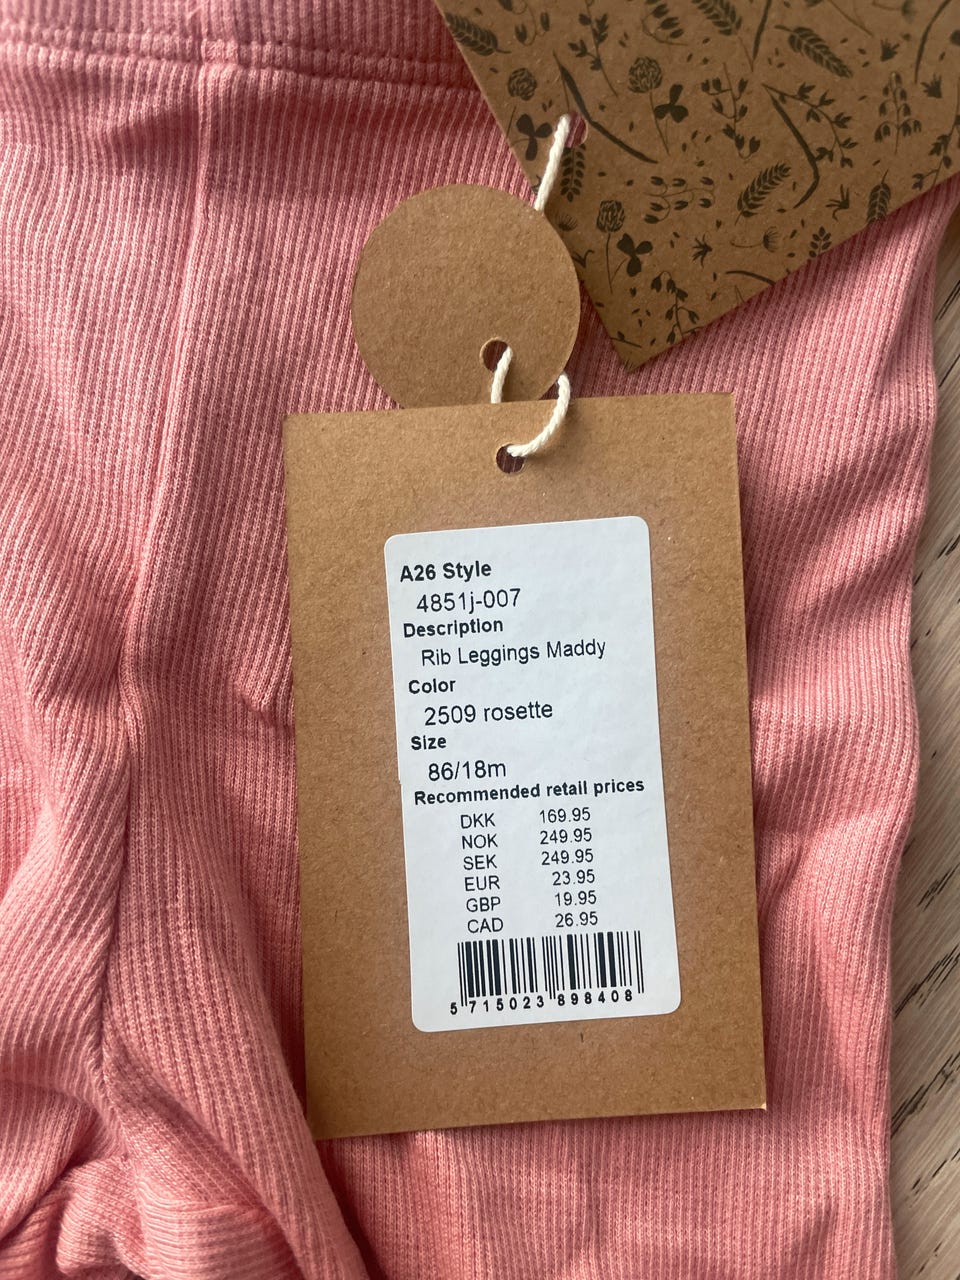 A26 Style
4851j-007
Description
Rib Leggings Maddy
Color
2509 rosette
Size
86/18m
Recommended retail prices
DKK 169.95
NOK 249.95
SEK 249.95
EUR 23.95
GBP 19.95
CAD 26.95
5 715023 898408